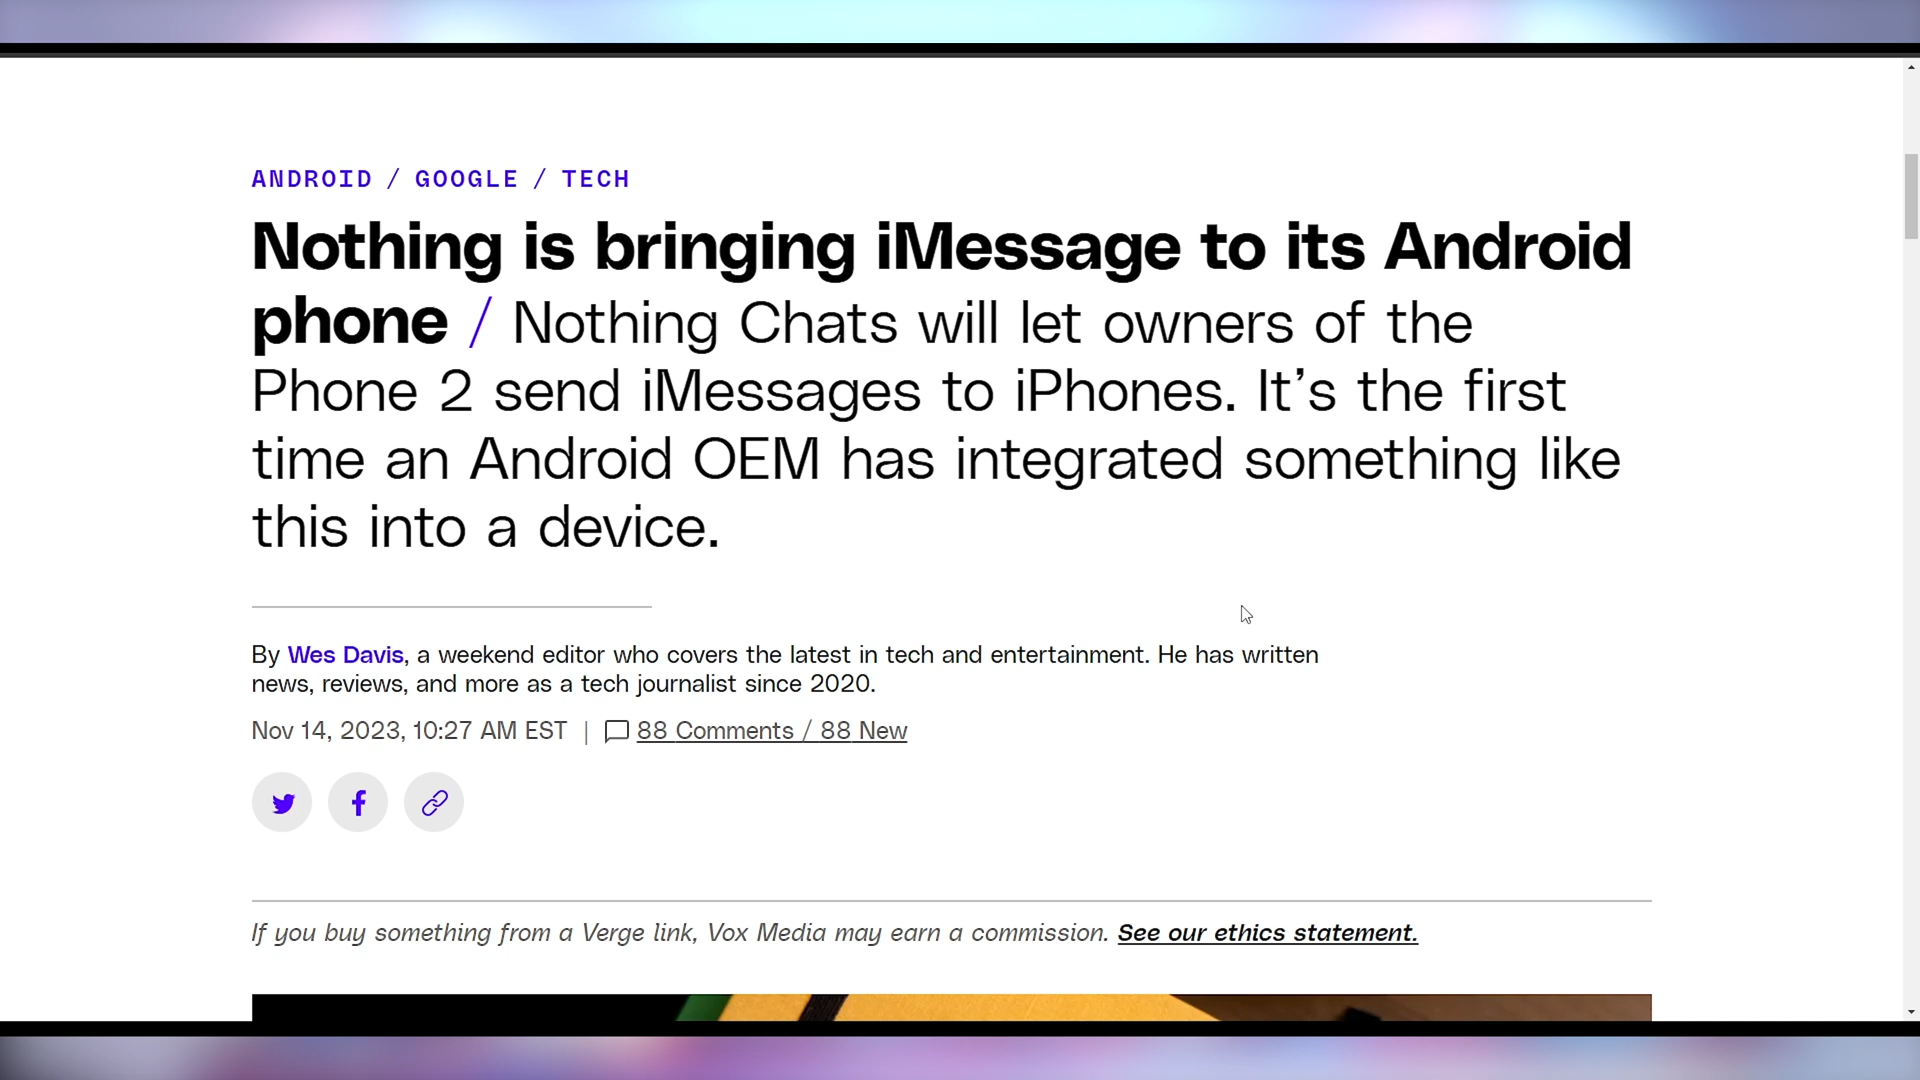 ANDROID / GOOGLE / TECH
Nothing is bringing iMessage to its Android
phone / Nothing Chats will let owners of the
Phone 2 send iMessages to iPhones. It’s the first
time an Android OEM has integrated something like
this into a device.
By Wes Davis, a weekend editor who covers the latest in tech and entertainment. He has written
news, reviews, and more as a tech journalist since 2020.
Nov 14, 2023, 10:27 AM EST | 88 Comments / 88 New
If you buy something from a Verge link, Vox Media may earn a commission. See our ethics statement.